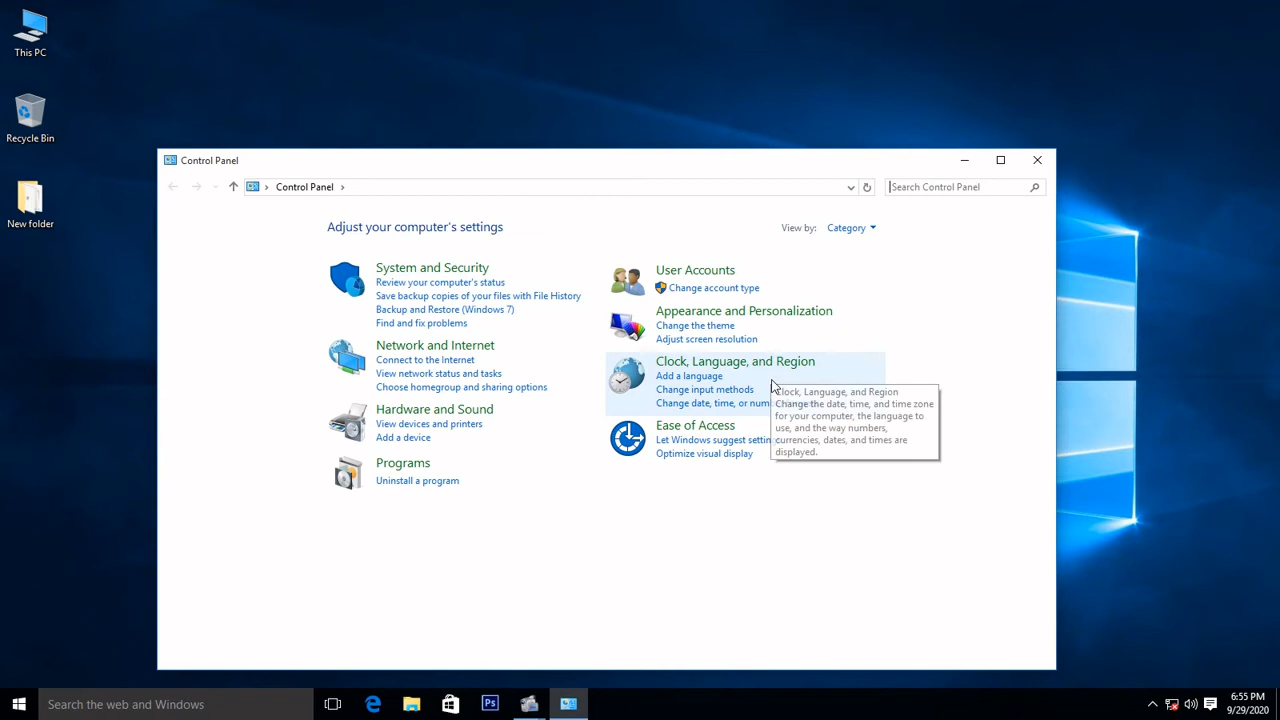 This PC
Recycle Bin
New folder
Control Panel
Control Panel
Search Control Panel
Adjust your computer's settings
View by: Category
System and Security
Review your computer's status
Save backup copies of your files with File History
Backup and Restore (Windows 7)
Find and fix problems
Network and Internet
Connect to the Internet
View network status and tasks
Choose homegroup and sharing options
Hardware and Sound
View devices and printers
Add a device
Programs
Uninstall a program
User Accounts
Change account type
Appearance and Personalization
Change the theme
Adjust screen resolution
Clock, Language, and Region
Add a language
Change input methods
Change date, time, or num
Clock, Language, and Region
Change the date, time, and time zone
for your computer, the language to
use, and the way numbers,
currencies, dates, and times are
displayed.
Ease of Access
Let Windows suggest settin
Optimize visual display
Search the web and Windows
Ps
6:55 PM
9/29/2020